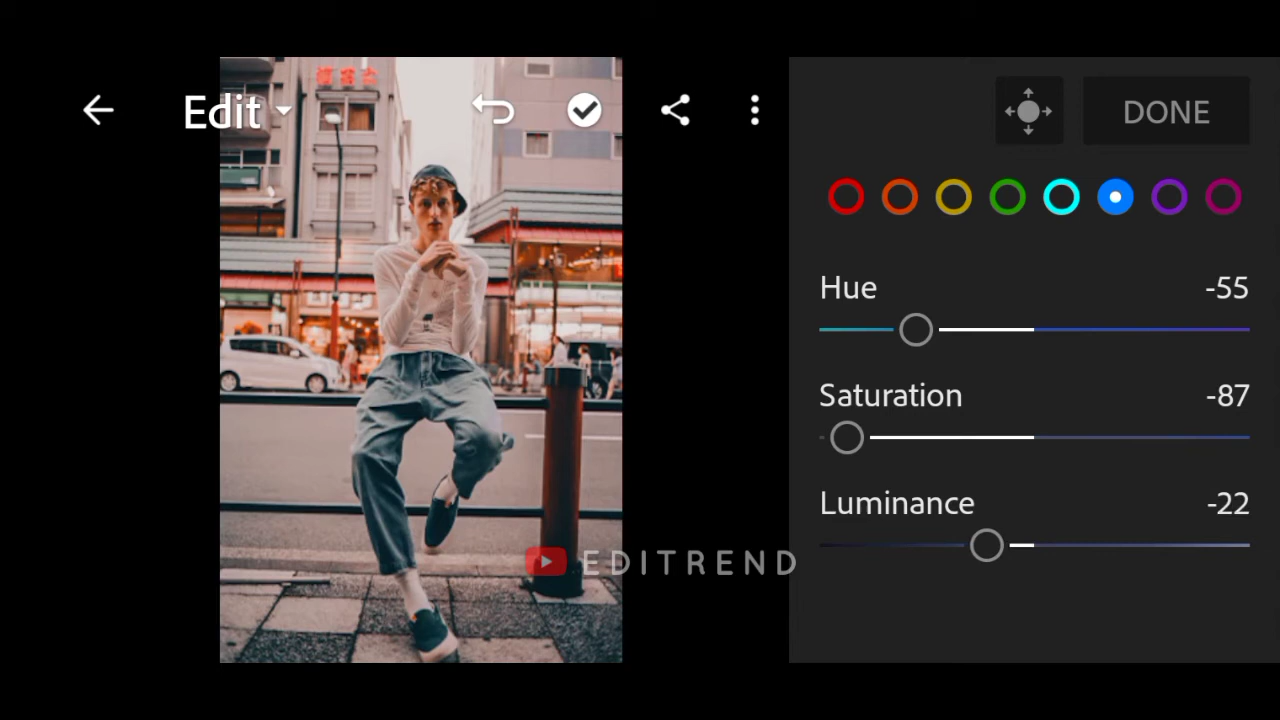 Edit
DONE
Hue -55
Saturation -87
Luminance -22
EDITREND